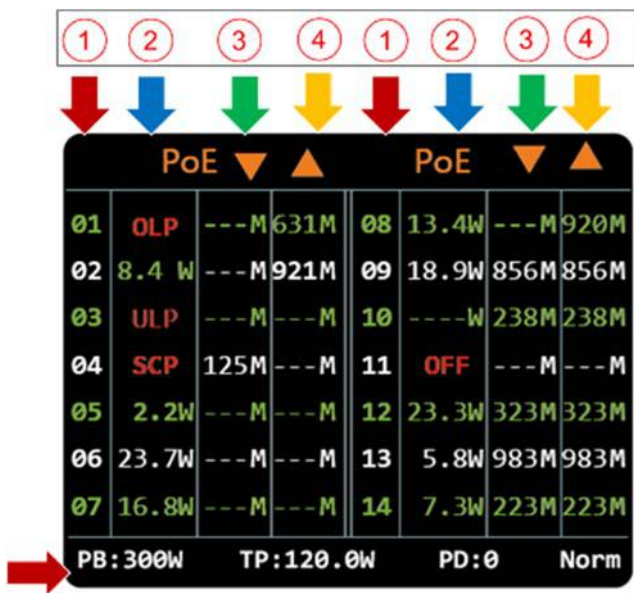 ① ② ③ ④ ① ② ③ ④
PoE ▼ ▲ PoE ▼ ▲
01 OLP ---M 631M 08 13.4W ---M 920M
02 8.4 W ---M 921M 09 18.9W 856M 856M
03 ULP ---M ---M 10 ----W 238M 238M
04 SCP 125M ---M 11 OFF ---M ---M
05 2.2W ---M ---M 12 23.3W 323M 323M
06 23.7W ---M ---M 13 5.8W 983M 983M
07 16.8W ---M ---M 14 7.3W 223M 223M
PB:300W TP:120.0W PD:0 Norm